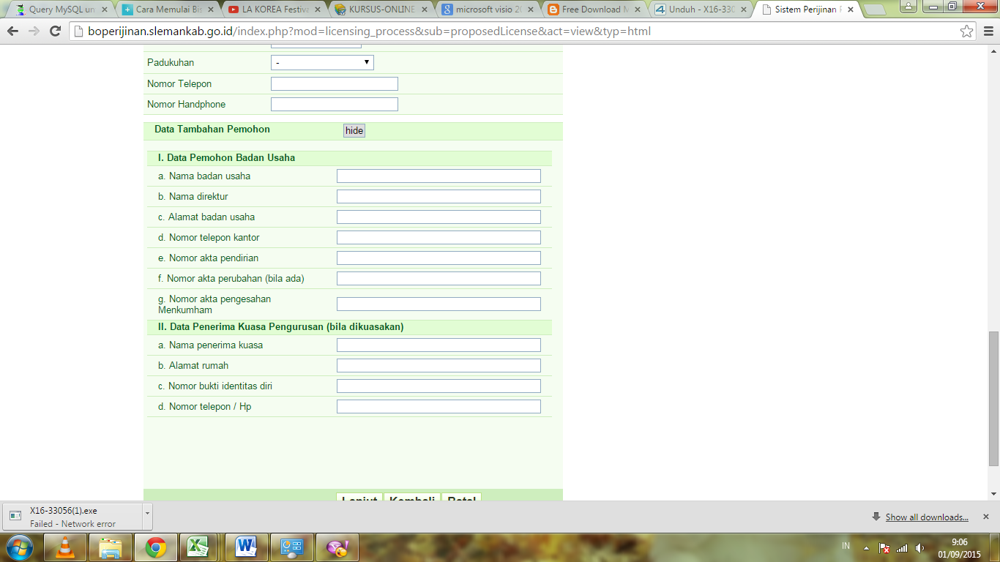 Query MySQL un
Cara Memulai Bis
LA KOREA Festiva
KURSUS-ONLINE
microsoft visio 20
Free Download M
Unduh - X16-330
Sistem Perijinan P
boperijinan.slemankab.go.id/index.php?mod=licensing_process&sub=proposedLicense&act=view&typ=html
Padukuhan
-
Nomor Telepon
Nomor Handphone
Data Tambahan Pemohon
hide
I. Data Pemohon Badan Usaha
a. Nama badan usaha
b. Nama direktur
c. Alamat badan usaha
d. Nomor telepon kantor
e. Nomor akta pendirian
f. Nomor akta perubahan (bila ada)
g. Nomor akta pengesahan
Menkumham
II. Data Penerima Kuasa Pengurusan (bila dikuasakan)
a. Nama penerima kuasa
b. Alamat rumah
c. Nomor bukti identitas diri
d. Nomor telepon / Hp
Lanjut Kembali Batal
X16-33056(1).exe
Failed - Network error
Show all downloads...
IN
9:06
01/09/2015